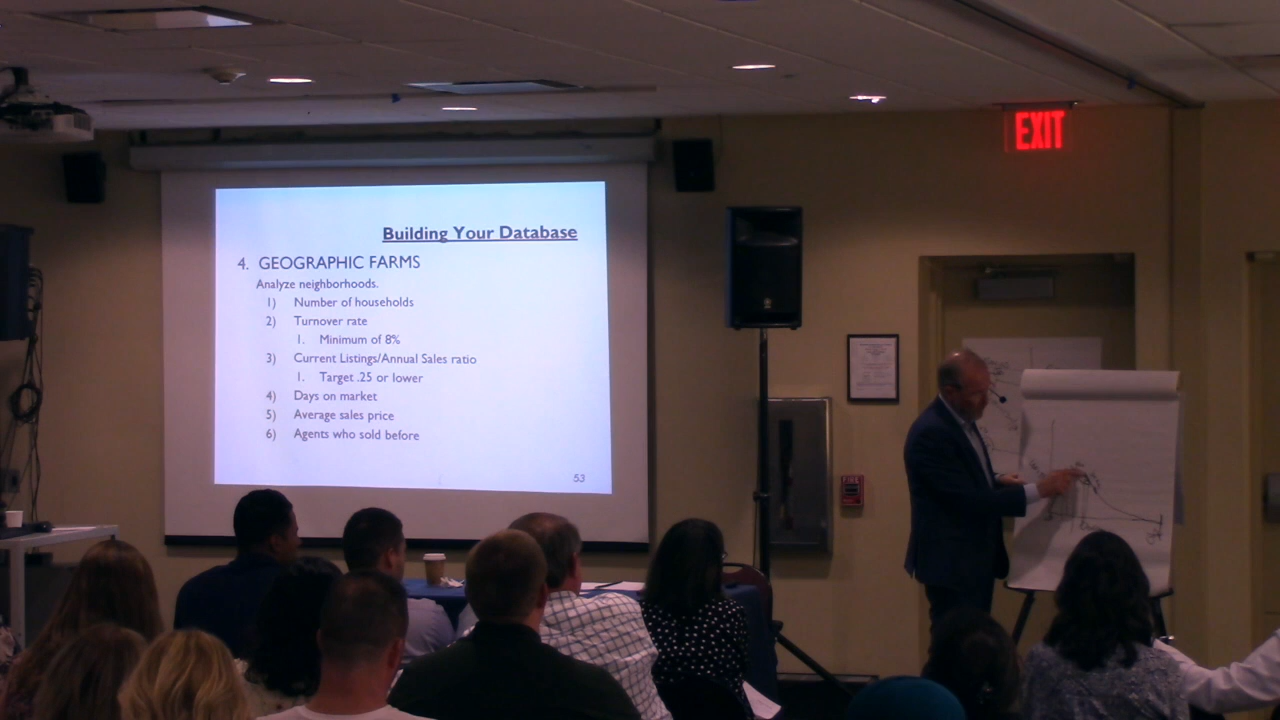 EXIT
Building Your Database
4. GEOGRAPHIC FARMS
Analyze neighborhoods.
1) Number of households
2) Turnover rate
1. Minimum of 8%
3) Current Listings/Annual Sales ratio
1. Target .25 or lower
4) Days on market
5) Average sales price
6) Agents who sold before
53
FIRE